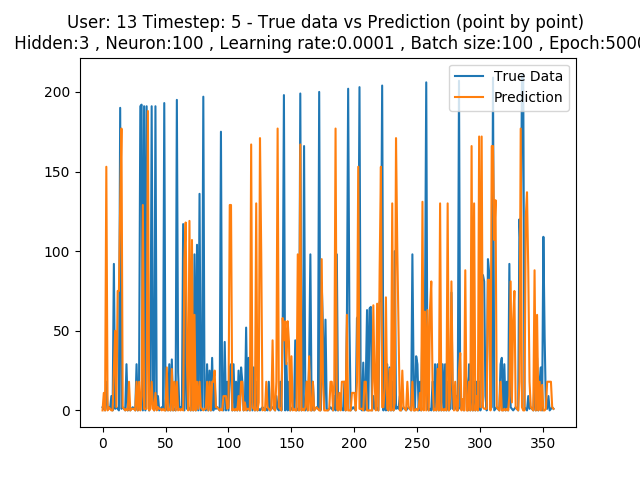 User: 13 Timestep: 5 - True data vs Prediction (point by point)
Hidden:3 , Neuron:100 , Learning rate:0.0001 , Batch size:100 , Epoch:5000
True Data
Prediction
200
150
100
50
0
0 50 100 150 200 250 300 350